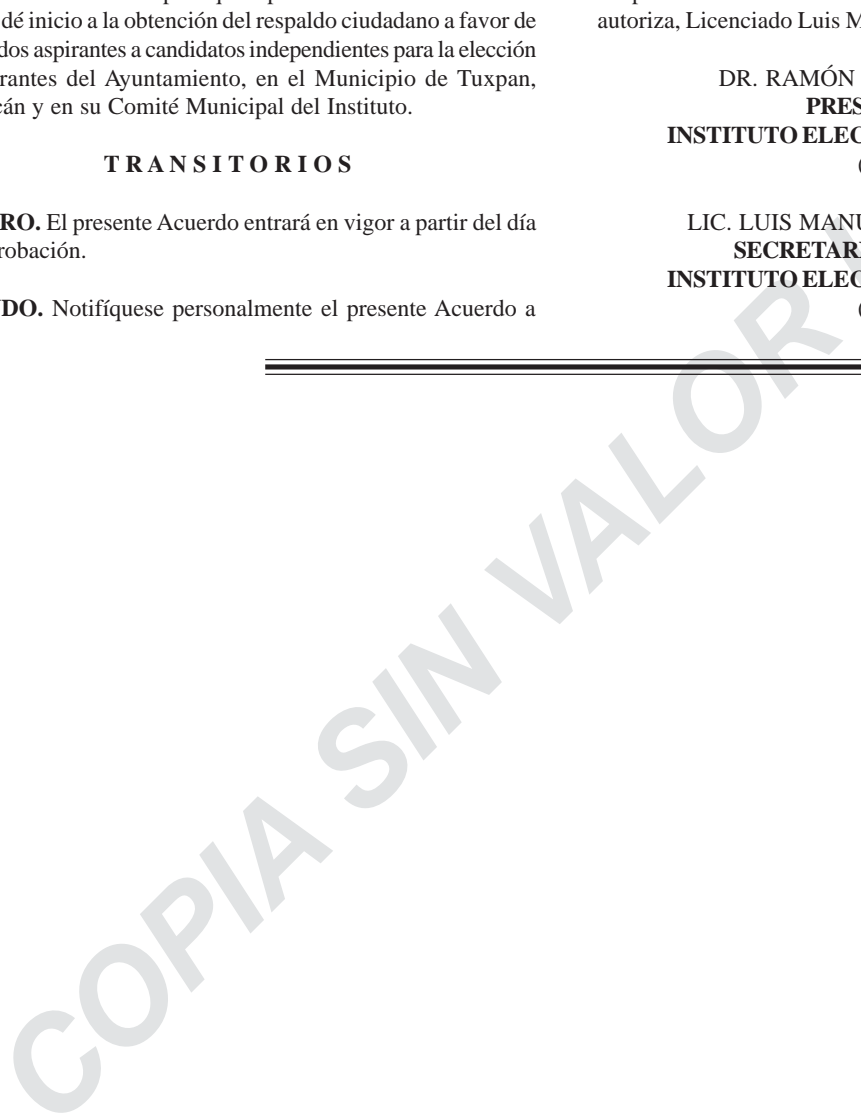 dé inicio a la obtención del respaldo ciudadano a favor de
dos aspirantes a candidatos independientes para la elección
rantes del Ayuntamiento, en el Municipio de Tuxpan,
cán y en su Comité Municipal del Instituto.
T R A N S I T O R I O S
RO. El presente Acuerdo entrará en vigor a partir del día
robación.
DO. Notifíquese personalmente el presente Acuerdo a
autoriza, Licenciado Luis M
DR. RAMÓN
PRES
INSTITUTO ELEC
(
LIC. LUIS MANU
SECRETAR
INSTITUTO ELEC
(
COPIA SIN VALOR